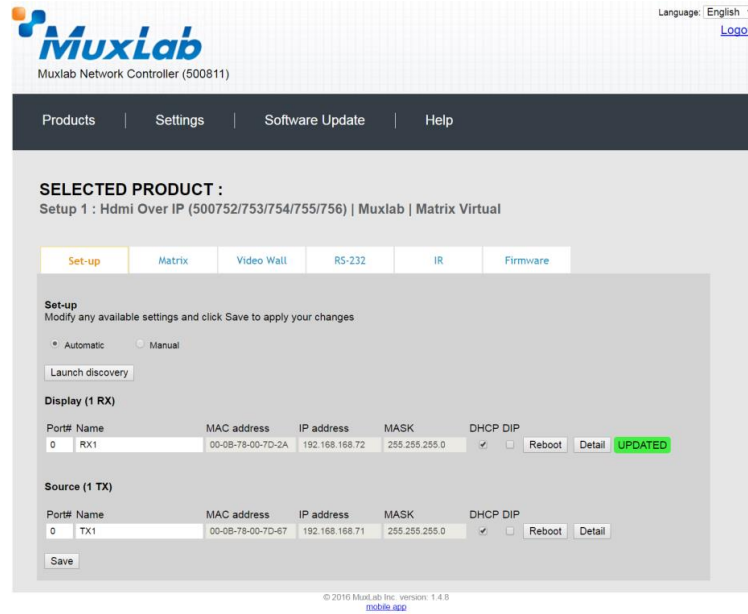 Language: English
Logo
MuxLab
Muxlab Network Controller (500811)
Products | Settings | Software Update | Help
SELECTED PRODUCT :
Setup 1 : Hdmi Over IP (500752/753/754/755/756) | Muxlab | Matrix Virtual
Set-up Matrix Video Wall RS-232 IR Firmware
Set-up
Modify any available settings and click Save to apply your changes
Automatic Manual
Launch discovery
Display (1 RX)
Port# Name MAC address IP address MASK DHCP DIP
0 RX1 00-0B-78-00-7D-2A 192.168.168.72 255.255.255.0 Reboot Detail UPDATED
Source (1 TX)
Port# Name MAC address IP address MASK DHCP DIP
0 TX1 00-0B-78-00-7D-67 192.168.168.71 255.255.255.0 Reboot Detail
Save
© 2016 MuxLab Inc. version: 1.4.8
mobile app